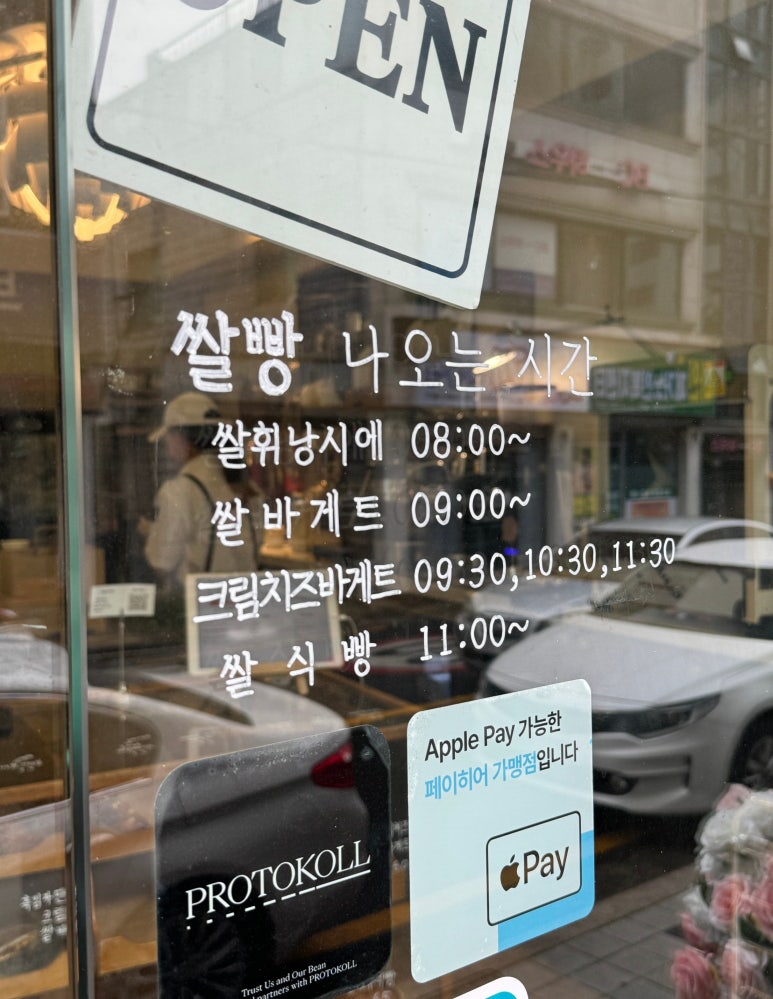 OPEN
쌀빵 나오는 시간
쌀휘낭시에 08:00~
쌀바게트 09:00~
크림치즈바게트 09:30,10:30,11:30
쌀식빵 11:00~
Apple Pay 가능한
페이히어 가맹점입니다
Pay
PROTOKOLL
Trust Us and Our Bean
partners with PROTOKOLL